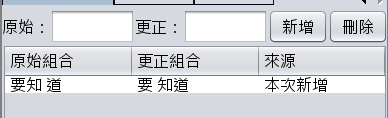 原始： 更正： 新增 刪除
原始組合 更正組合 來源
要知 道 要 知道 本次新增